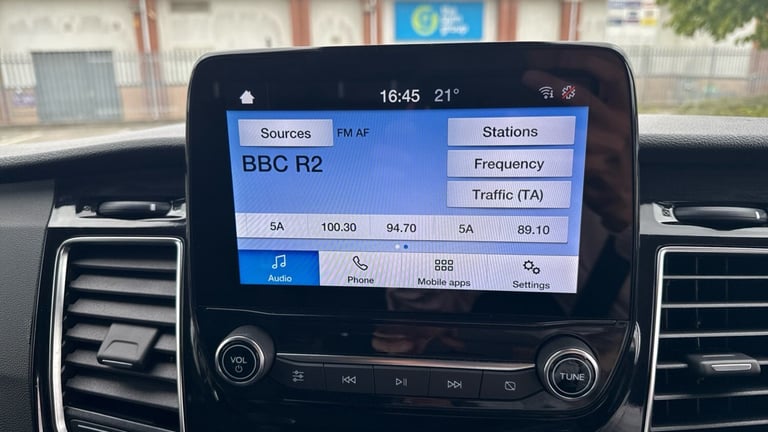 16:45 21°
Sources FM AF Stations
BBC R2
Frequency
Traffic (TA)
5A 100.30 94.70 5A 89.10
Audio Phone Mobile apps Settings
VOL TUNE